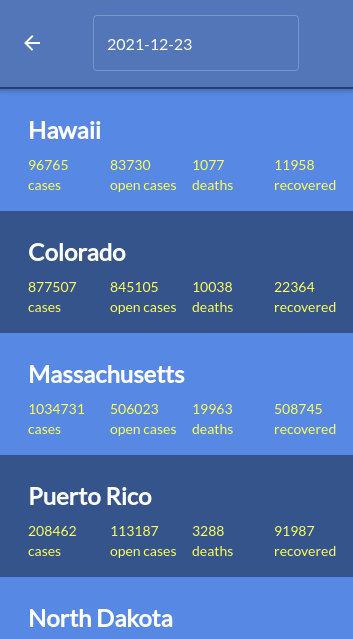 2021-12-23
Hawaii
96765 83730 1077 11958
cases open cases deaths recovered
Colorado
877507 845105 10038 22364
cases open cases deaths recovered
Massachusetts
1034731 506023 19963 508745
cases open cases deaths recovered
Puerto Rico
208462 113187 3288 91987
cases open cases deaths recovered
North Dakota